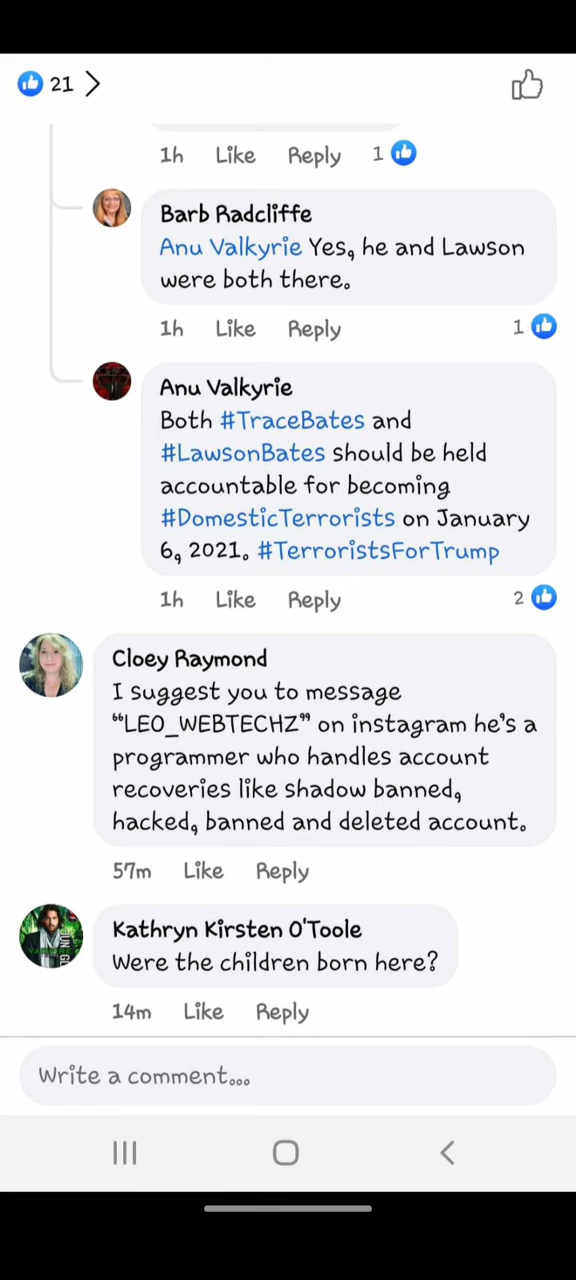 21
1h Like Reply 1
Barb Radcliffe
Anu Valkyrie Yes, he and Lawson
were both there.
1h Like Reply 1
Anu Valkyrie
Both #TraceBates and
#LawsonBates should be held
accountable for becoming
#DomesticTerrorists on January
6, 2021. #TerroristsForTrump
1h Like Reply 2
Cloey Raymond
I suggest you to message
“LEO_WEBTECHZ” on instagram he's a
programmer who handles account
recoveries like shadow banned,
hacked, banned and deleted account.
57m Like Reply
Kathryn Kirsten O'Toole
Were the children born here?
14m Like Reply
Write a comment...